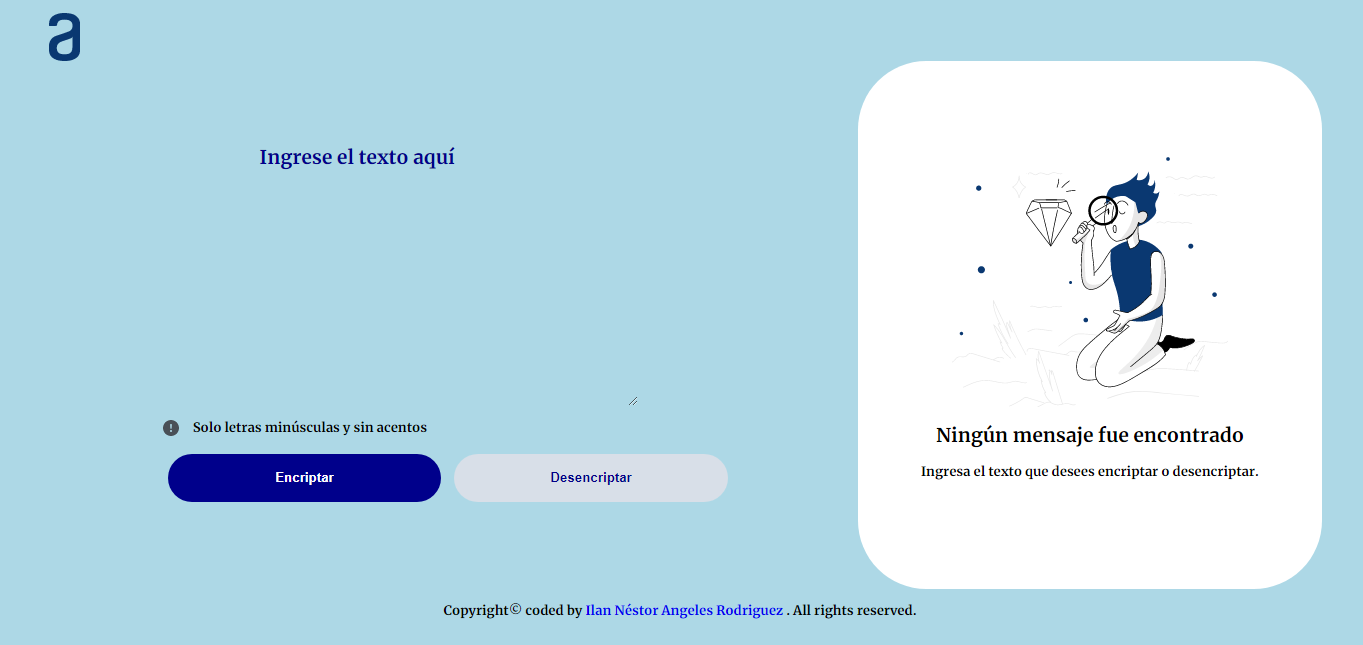 a
Ingrese el texto aquí
Solo letras minúsculas y sin acentos
Encriptar
Desencriptar
Ningún mensaje fue encontrado
Ingresa el texto que desees encriptar o desencriptar.
Copyright© coded by Ilan Néstor Angeles Rodriguez . All rights reserved.